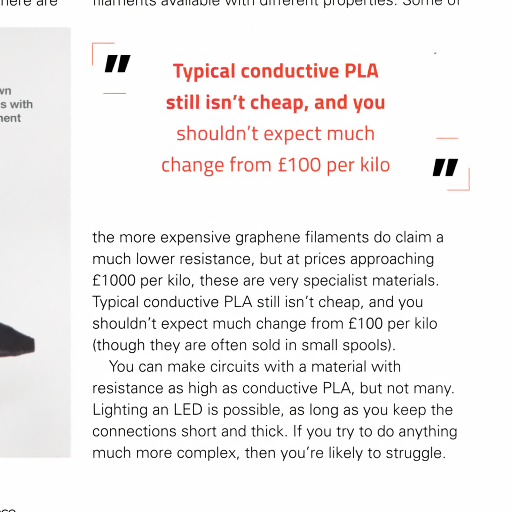 here are
filaments available with different properties. Some of
wn
s with
ment
"
Typical conductive PLA
still isn't cheap, and you
shouldn't expect much
change from £100 per kilo
"
the more expensive graphene filaments do claim a
much lower resistance, but at prices approaching
£1000 per kilo, these are very specialist materials.
Typical conductive PLA still isn't cheap, and you
shouldn't expect much change from £100 per kilo
(though they are often sold in small spools).
You can make circuits with a material with
resistance as high as conductive PLA, but not many.
Lighting an LED is possible, as long as you keep the
connections short and thick. If you try to do anything
much more complex, then you're likely to struggle.